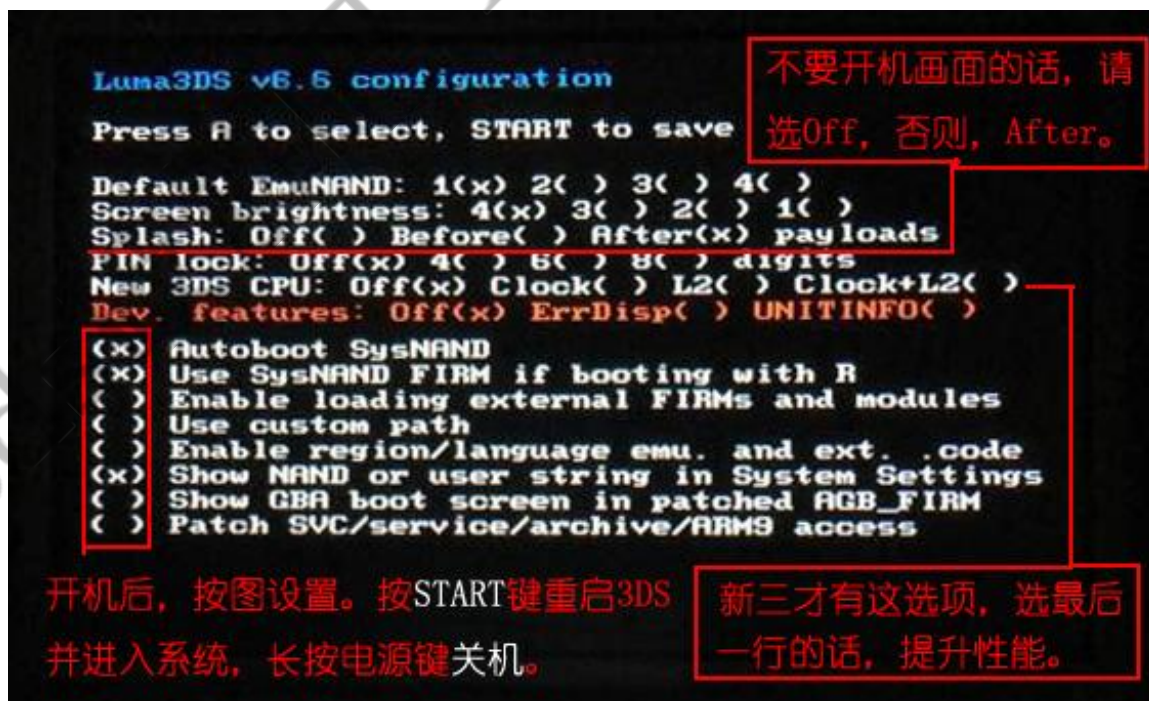 Luma3DS v6.6 configuration
不要开机画面的话，请
选Off，否则，After。
Press A to select, START to save
Default EmuNAND: 1(x) 2( ) 3( ) 4( )
Screen brightness: 4(x) 3( ) 2( ) 1( )
Splash: Off( ) Before( ) After(x) payloads
PIN lock: Off(x) 4( ) 6( ) 8( ) digits
New 3DS CPU: Off(x) Clock( ) L2( ) Clock+L2( )
Dev. features: Off(x) ErrDisp( ) UNITINFO( )
(x) Autoboot SysNAND
(x) Use SysNAND FIRM if booting with R
( ) Enable loading external FIRMs and modules
( ) Use custom path
( ) Enable region/language emu. and ext. .code
(x) Show NAND or user string in System Settings
( ) Show GBA boot screen in patched AGB_FIRM
( ) Patch SVC/service/archive/ARM9 access
开机后，按图设置。按START键重启3DS
并进入系统，长按电源键关机。
新三才有这选项，选最后
一行的话，提升性能。